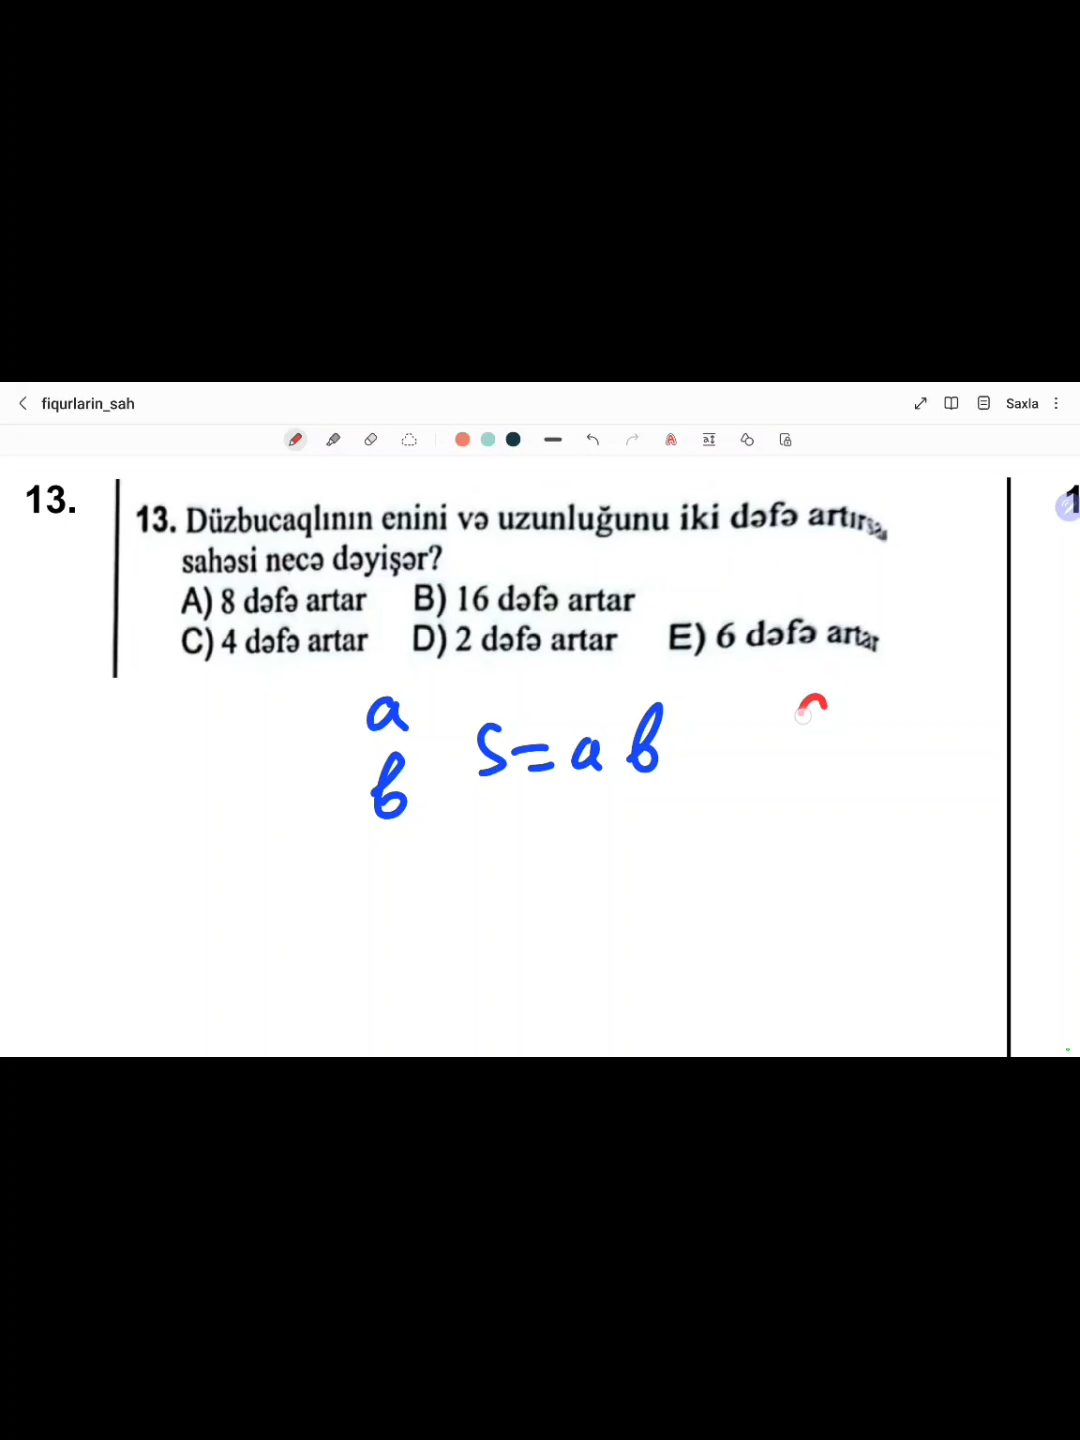 fiqurlarin_sah
Saxla
13.
13. Düzbucaqlının enini və uzunluğunu iki dəfə artırsa,
sahəsi necə dəyişər?
A) 8 dəfə artar B) 16 dəfə artar
C) 4 dəfə artar D) 2 dəfə artar E) 6 dəfə artar
a
b
S=ab